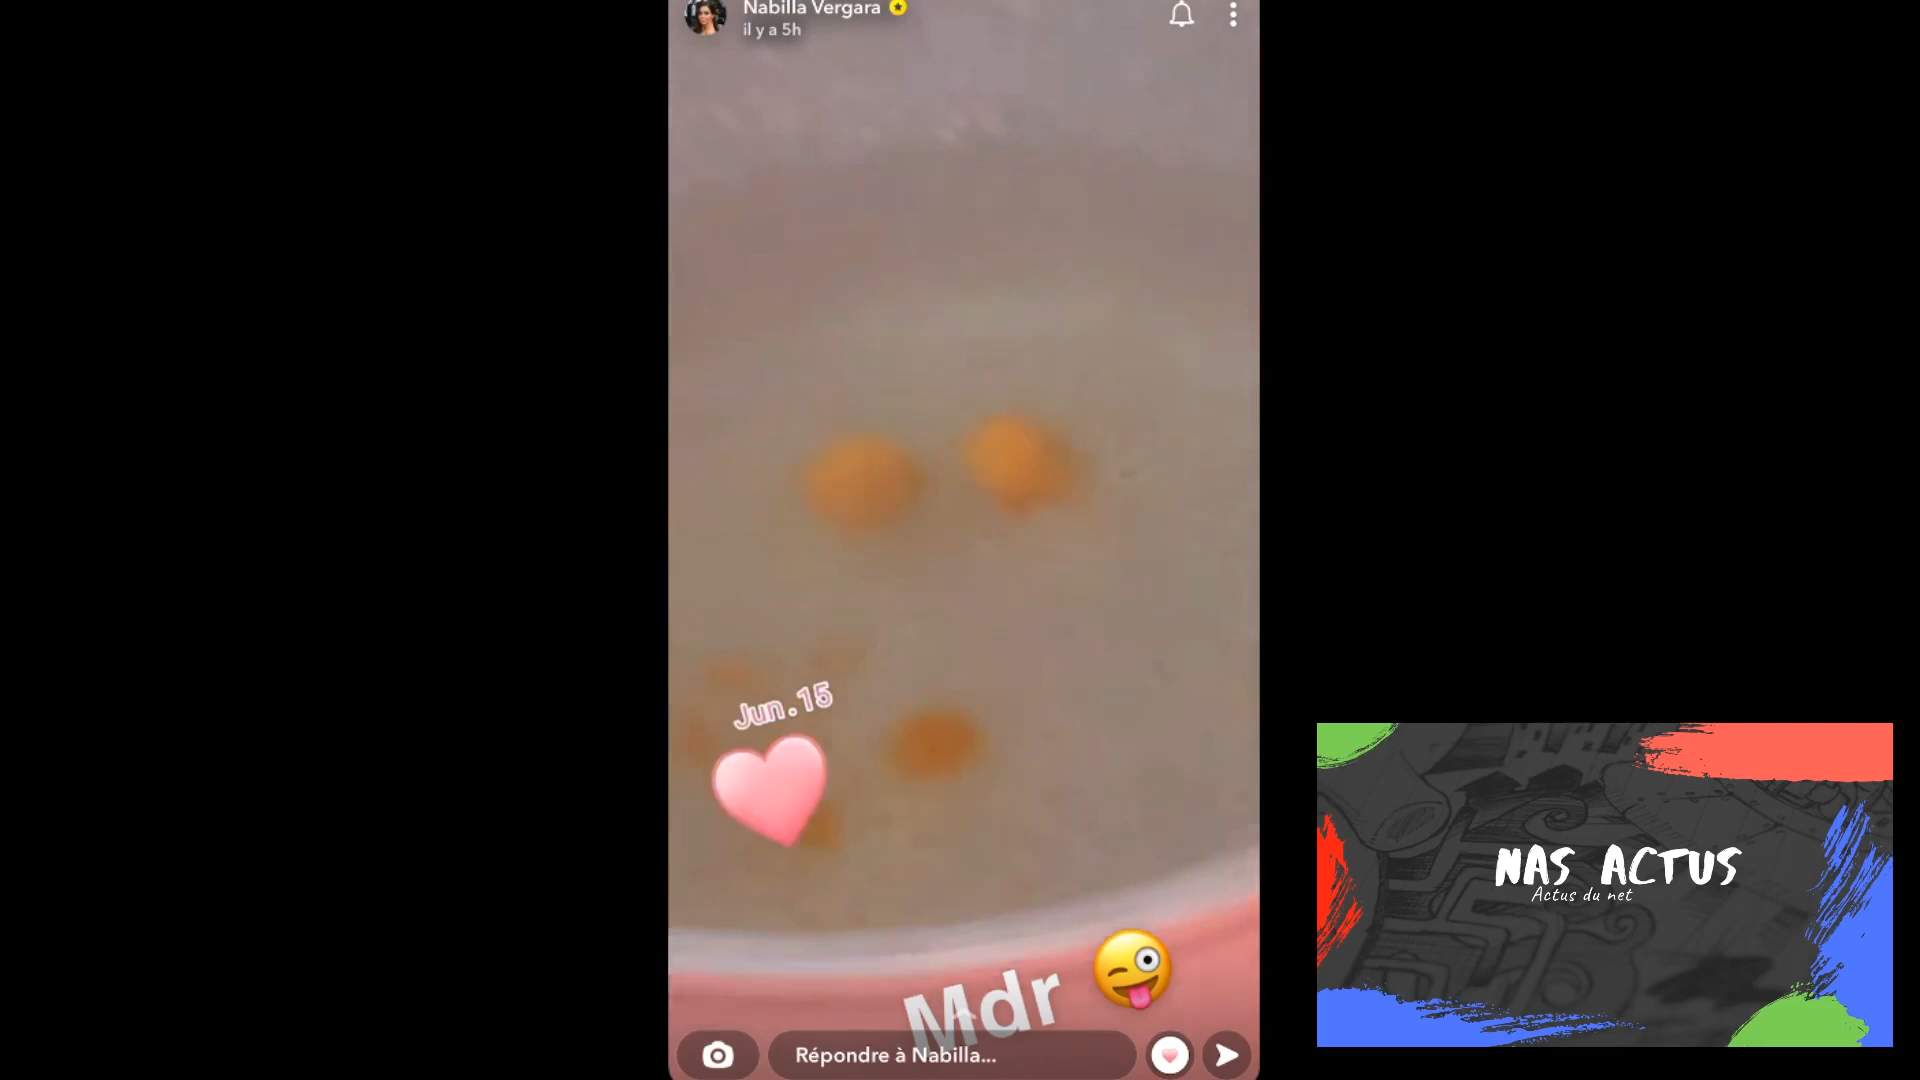 Nabilla Vergara
il y a 5h
Jun.15
Mdr
Répondre à Nabilla...
NAS ACTUS
Actus du net